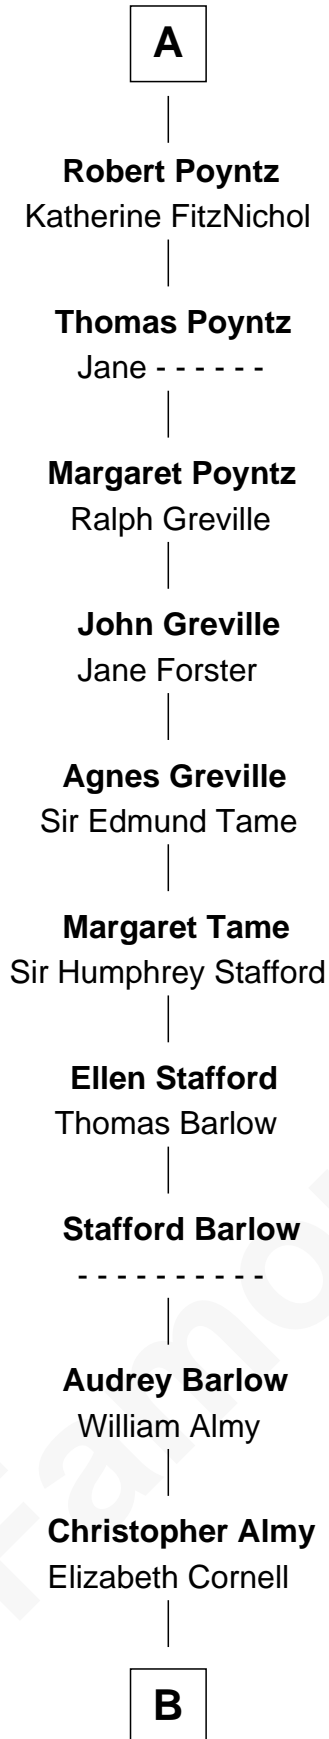 A
Robert Poyntz
Katherine FitzNichol
Thomas Poyntz
Jane - - - - - -
Margaret Poyntz
Ralph Greville
John Greville
Jane Forster
Agnes Greville
Sir Edmund Tame
Margaret Tame
Sir Humphrey Stafford
Ellen Stafford
Thomas Barlow
Stafford Barlow
- - - - - - - - - -
Audrey Barlow
William Almy
Christopher Almy
Elizabeth Cornell
B